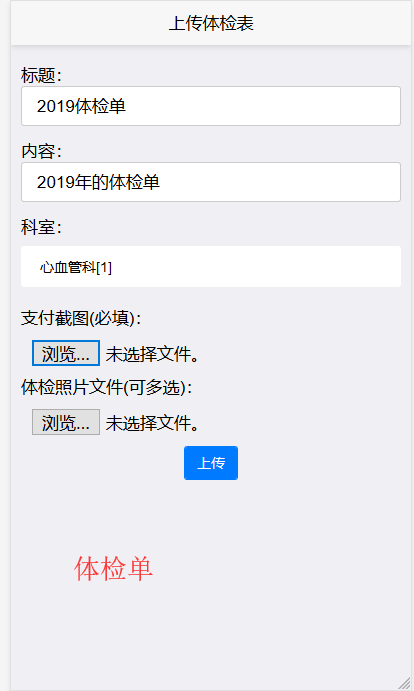 上传体检表
标题：
2019体检单
内容：
2019年的体检单
科室：
心血管科[1]
支付截图(必填)：
浏览... 未选择文件。
体检照片文件(可多选)：
浏览... 未选择文件。
上传
体检单